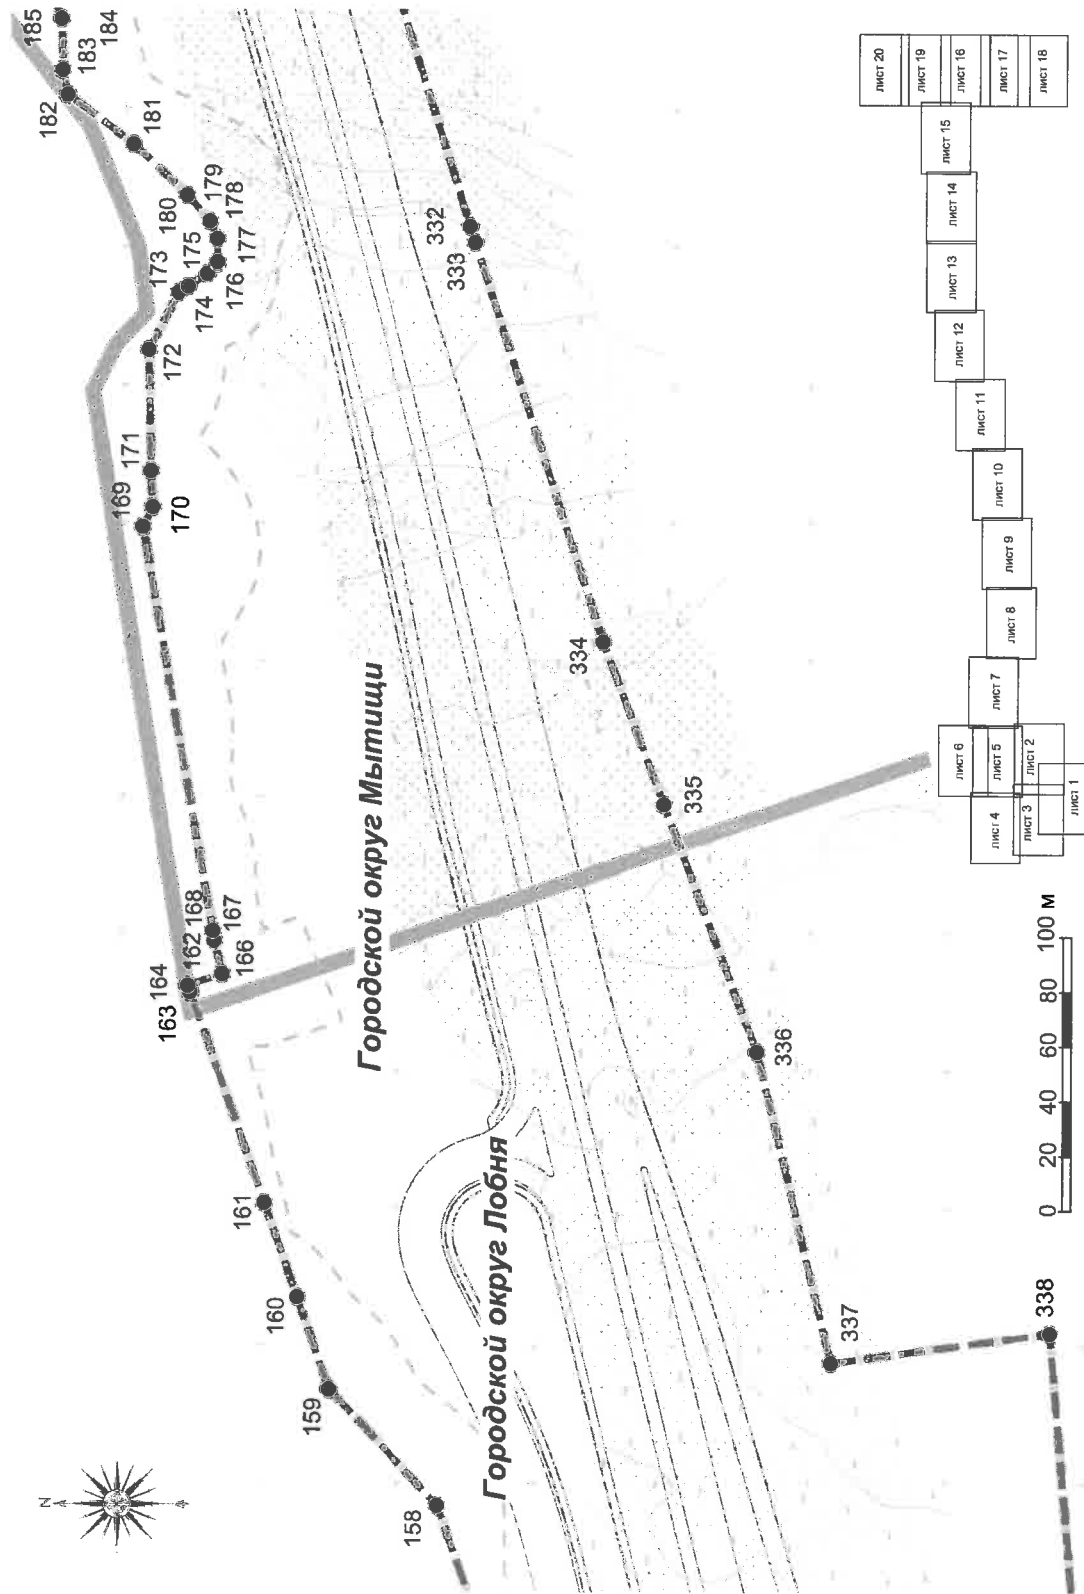 N
158
159
160
161
163
164
162
168
167
166
169
170
171
172
173
174
175
176
177
178
179
180
181
182
183
184
185
Городской округ Мытищи
Городской округ Лобня
332
333
334
335
336
337
338
0 20 40 60 80 100 м
лист 1
лист 2
лист 3
лист 4
лист 5
лист 6
лист 7
лист 8
лист 9
лист 10
лист 11
лист 12
лист 13
лист 14
лист 15
лист 20
лист 19
лист 16
лист 17
лист 18